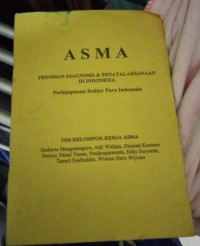 ASMA
PEDOMAN DIAGNOSIS & PENATALAKSANAAN
DI INDONESIA
Perhimpunan Dokter Paru Indonesia
TIM KELOMPOK KERJA ASMA
Hadiarto Mangunnegoro, Adji Widjaja, Dianiati Kusumo
Sutoyo, Faisal Yunus, Pradjnaparamita, Eddy Suryanto,
Tamsil Syafiuddin, Wiwien Heru Wiyono